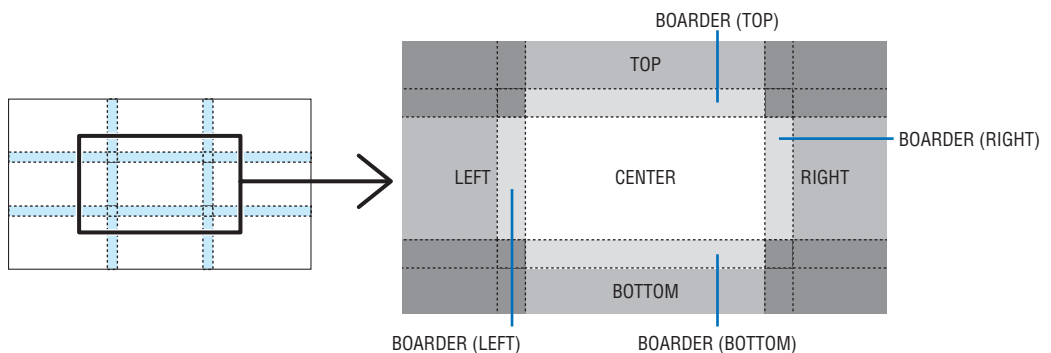 BOARDER (TOP)
TOP
BOARDER (RIGHT)
LEFT
CENTER
RIGHT
BOTTOM
BOARDER (LEFT)
BOARDER (BOTTOM)